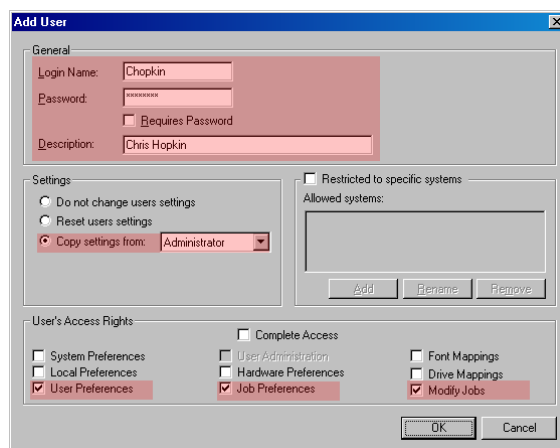 Add User
General
Login Name: Chopkin
Password: ********
Requires Password
Description: Chris Hopkin
Settings
Do not change users settings
Reset users settings
Copy settings from: Administrator
Restricted to specific systems
Allowed systems:
Add Rename Remove
User's Access Rights
Complete Access
System Preferences User Administration Font Mappings
Local Preferences Hardware Preferences Drive Mappings
User Preferences Job Preferences Modify Jobs
OK Cancel